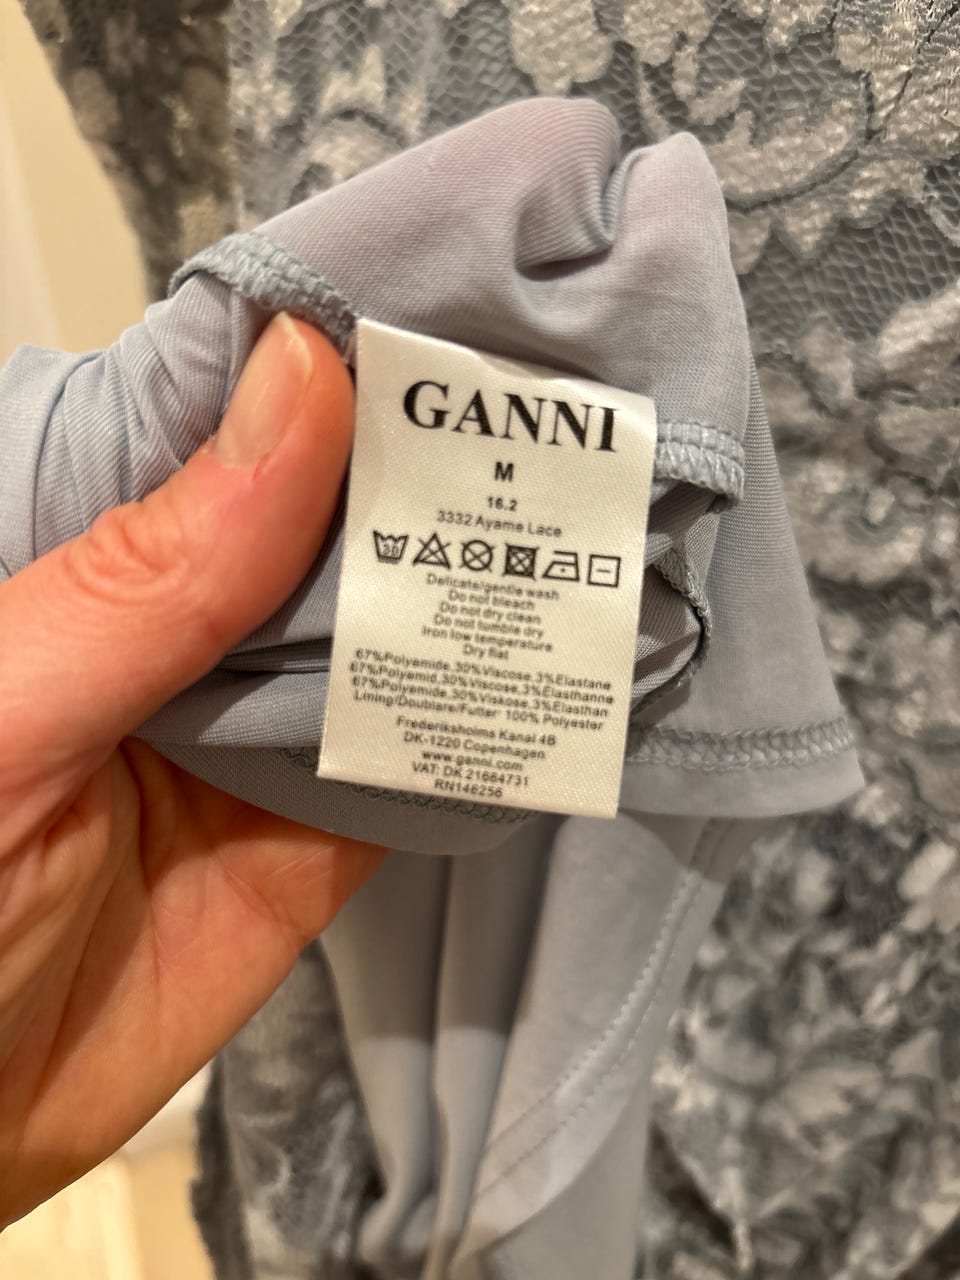 GANNI
M
16.2
3332 Ayame Lace
30
Delicate/gentle wash
Do not bleach
Do not dry clean
Do not tumble dry
Iron low temperature
Dry flat
67%Polyamide,30%Viscose,3%Elastane
67%Polyamid,30%Viscose,3%Elasthanne
67%Polyemide,30%Viskose,3%Elasthan
Lining/Doublare/Futter: 100% Polyester
Frederiksholms Kanal 4B
DK-1220 Copenhagen
www.ganni.com
VAT: DK 21664731
RN146256